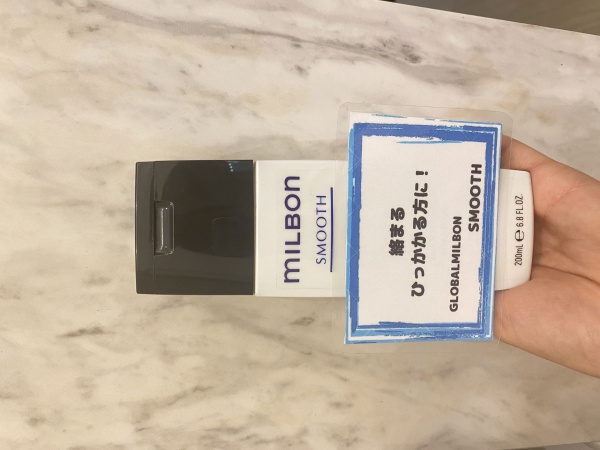 milbon
SMOOTH
絡まる
ひっかかる方に！
GLOBALMILBON
SMOOTH
200mL ℮ 6.8 FL.OZ.